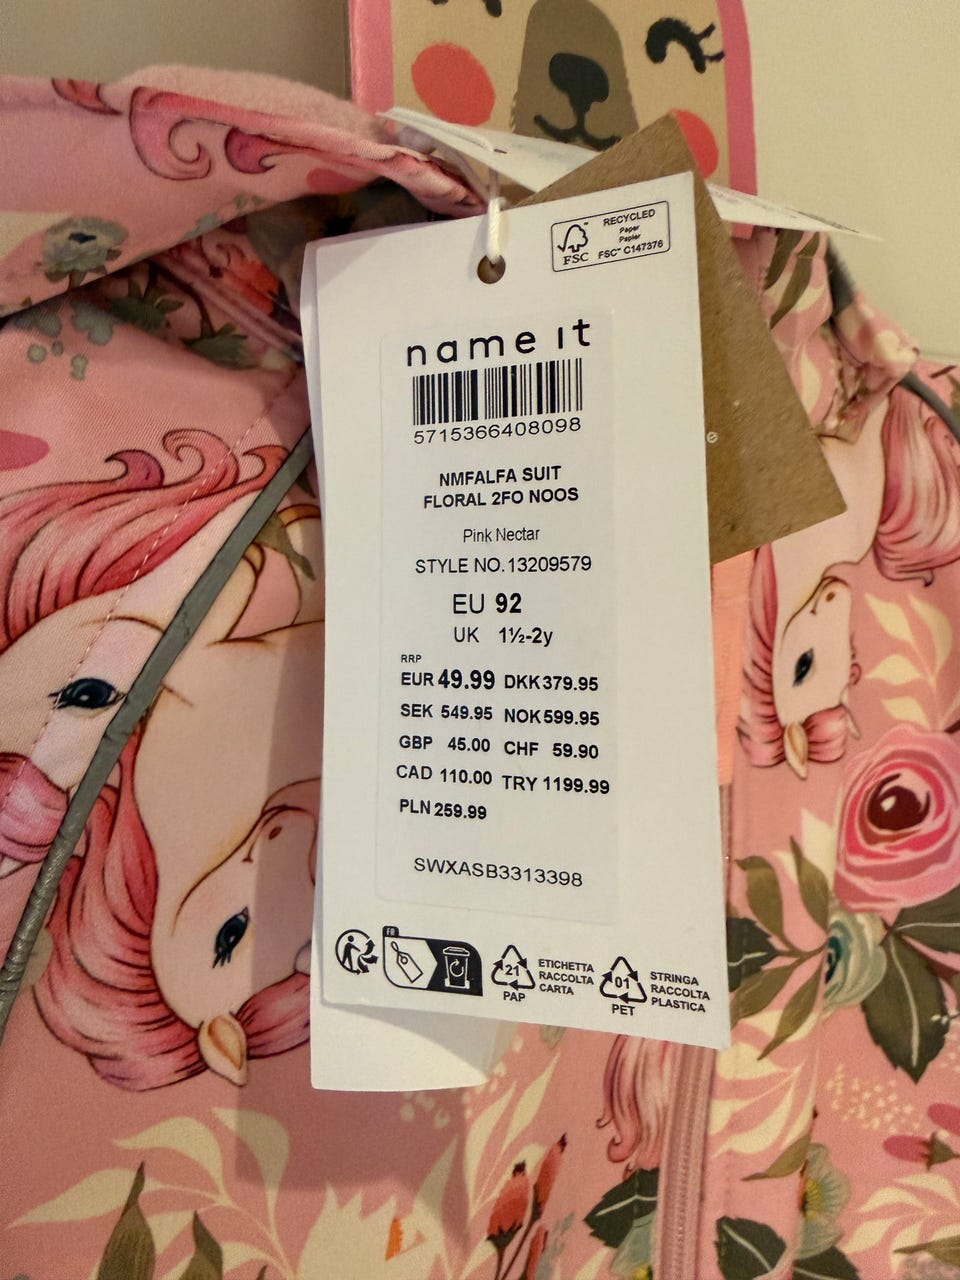 RECYCLED
Paper
Papier
FSC™ C147376
FSC
name it
5715366408098
NMFALFA SUIT
FLORAL 2FO NOOS
Pink Nectar
STYLE NO.13209579
EU 92
UK 1½-2y
RRP
EUR 49.99 DKK 379.95
SEK 549.95 NOK 599.95
GBP 45.00 CHF 59.90
CAD 110.00 TRY 1199.99
PLN 259.99
SWXASB3313398
FR
21
PAP
ETICHETTA
RACCOLTA
CARTA
01
PET
STRINGA
RACCOLTA
PLASTICA
e